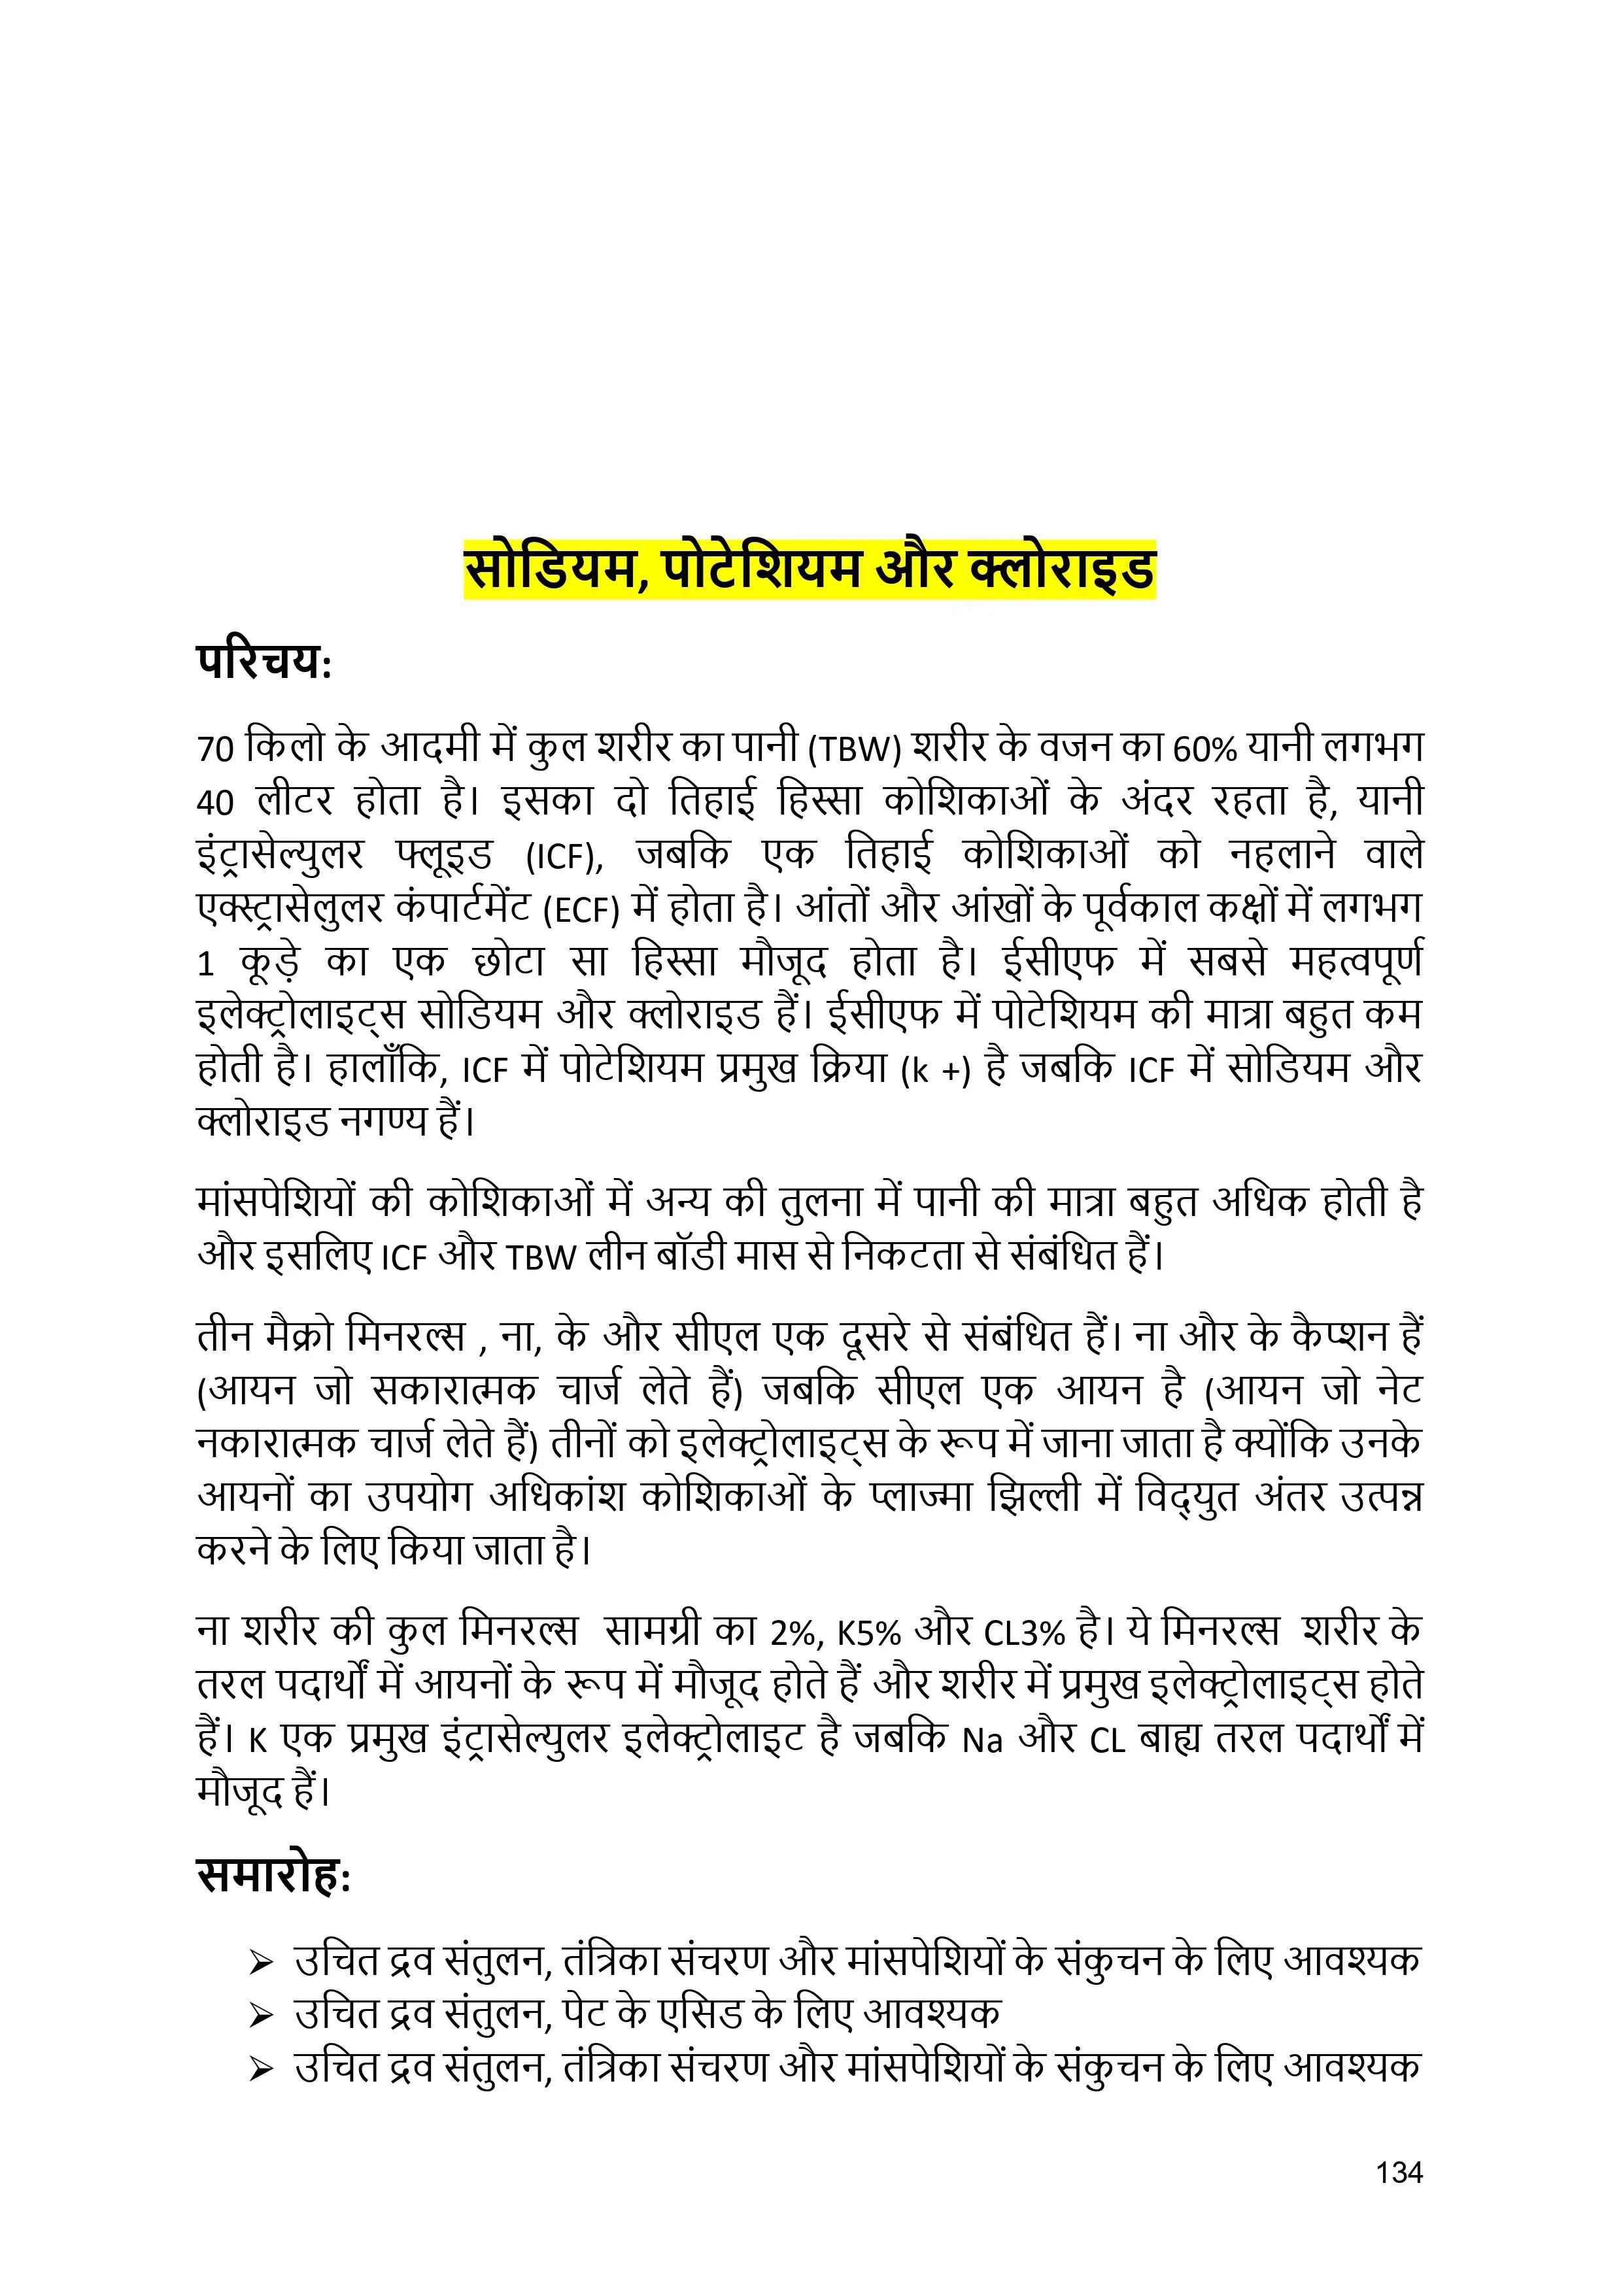 सोडियम, पोटेशियम और क्लोराइड
परिचय:
70 किलो के आदमी में कुल शरीर का पानी (TBW) शरीर के वजन का 60% यानी लगभग
40 लीटर होता है। इसका दो तिहाई हिस्सा कोशिकाओं के अंदर रहता है, यानी
इंट्रासेल्युलर फ्लूइड (ICF), जबकि एक तिहाई कोशिकाओं को नहलाने वाले
एक्स्ट्रासेलुलर कंपार्टमेंट (ECF) में होता है। आंतों और आंखों के पूर्वकाल कक्षों में लगभग
1 कूड़े का एक छोटा सा हिस्सा मौजूद होता है। ईसीएफ में सबसे महत्वपूर्ण
इलेक्ट्रोलाइट्स सोडियम और क्लोराइड हैं। ईसीएफ में पोटेशियम की मात्रा बहुत कम
होती है। हालाँकि, ICF में पोटेशियम प्रमुख क्रिया (k +) है जबकि ICF में सोडियम और
क्लोराइड नगण्य हैं।
मांसपेशियों की कोशिकाओं में अन्य की तुलना में पानी की मात्रा बहुत अधिक होती है
और इसलिए ICF और TBW लीन बॉडी मास से निकटता से संबंधित हैं।
तीन मैक्रो मिनरल्स , ना, के और सीएल एक दूसरे से संबंधित हैं। ना और के कैप्शन हैं
(आयन जो सकारात्मक चार्ज लेते हैं) जबकि सीएल एक आयन है (आयन जो नेट
नकारात्मक चार्ज लेते हैं) तीनों को इलेक्ट्रोलाइट्स के रूप में जाना जाता है क्योंकि उनके
आयनों का उपयोग अधिकांश कोशिकाओं के प्लाज्मा झिल्ली में विद्युत अंतर उत्पन्न
करने के लिए किया जाता है।
ना शरीर की कुल मिनरल्स  सामग्री का 2%, K5% और CL3% है। ये मिनरल्स  शरीर के
तरल पदार्थों में आयनों के रूप में मौजूद होते हैं और शरीर में प्रमुख इलेक्ट्रोलाइट्स होते
हैं। K एक प्रमुख इंट्रासेल्युलर इलेक्ट्रोलाइट है जबकि Na और CL बाह्य तरल पदार्थों में
मौजूद हैं।
समारोह:
➢ उचित द्रव संतुलन, तंत्रिका संचरण और मांसपेशियों के संकुचन के लिए आवश्यक
➢ उचित द्रव संतुलन, पेट के एसिड के लिए आवश्यक
➢ उचित द्रव संतुलन, तंत्रिका संचरण और मांसपेशियों के संकुचन के लिए आवश्यक
134